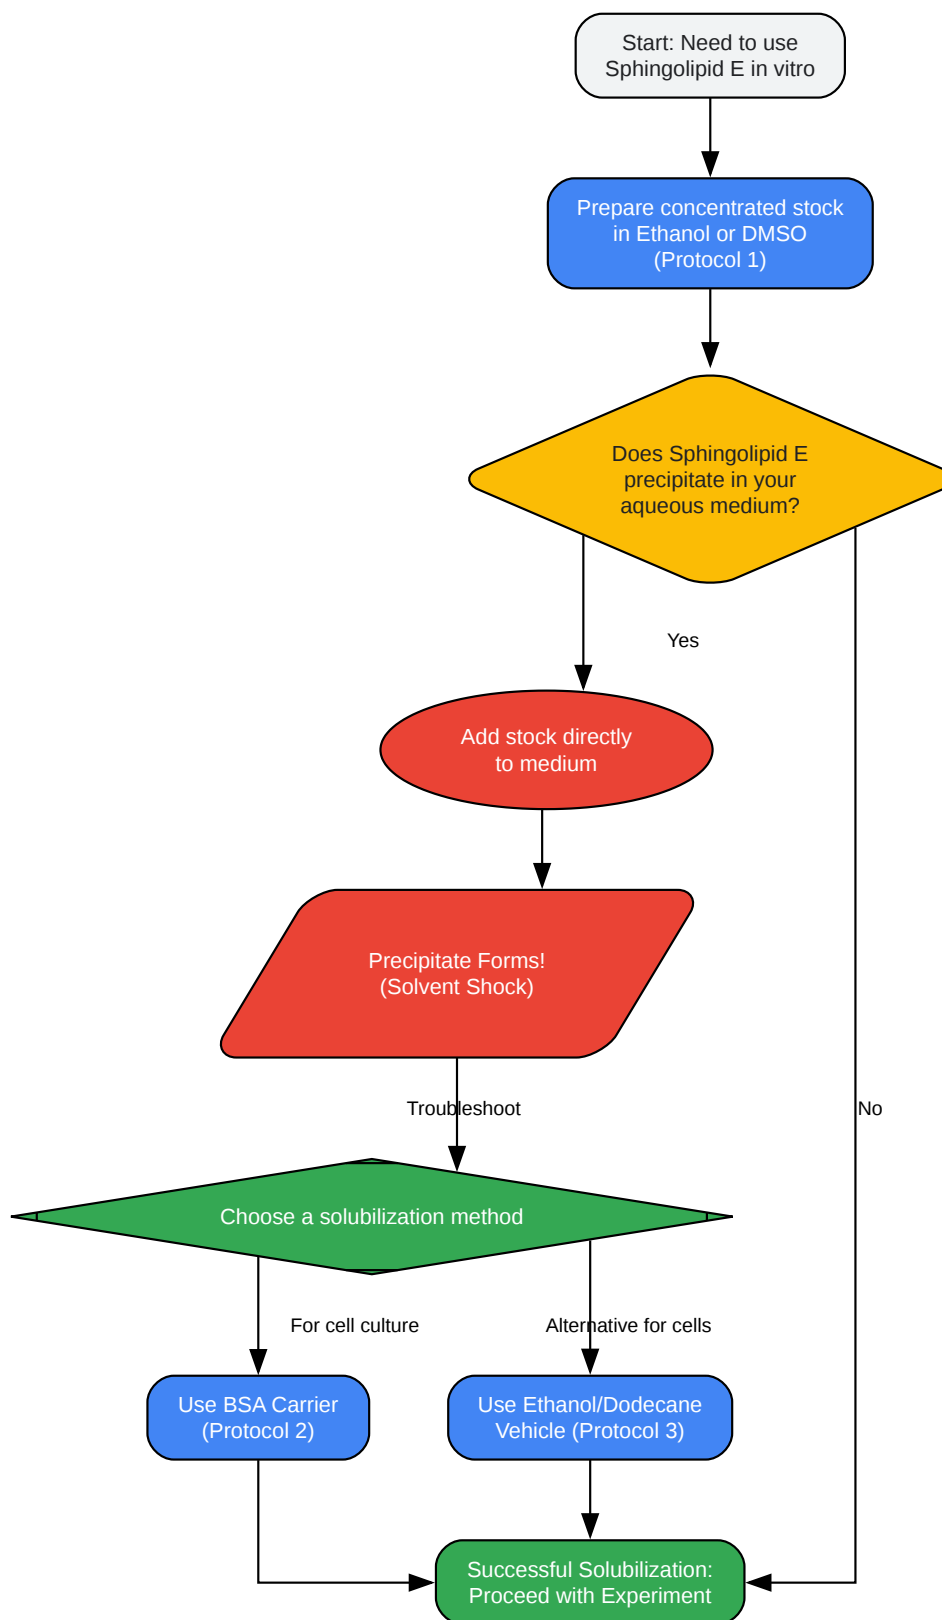 Start: Need to use
Sphingolipid E in vitro
Prepare concentrated stock
in Ethanol or DMSO
(Protocol 1)
Does Sphingolipid E
precipitate in your
aqueous medium?
Yes
Add stock directly
to medium
Precipitate Forms!
(Solvent Shock)
Troubleshoot
No
Choose a solubilization method
For cell culture
Alternative for cells
Use BSA Carrier
(Protocol 2)
Use Ethanol/Dodecane
Vehicle (Protocol 3)
Successful Solubilization:
Proceed with Experiment